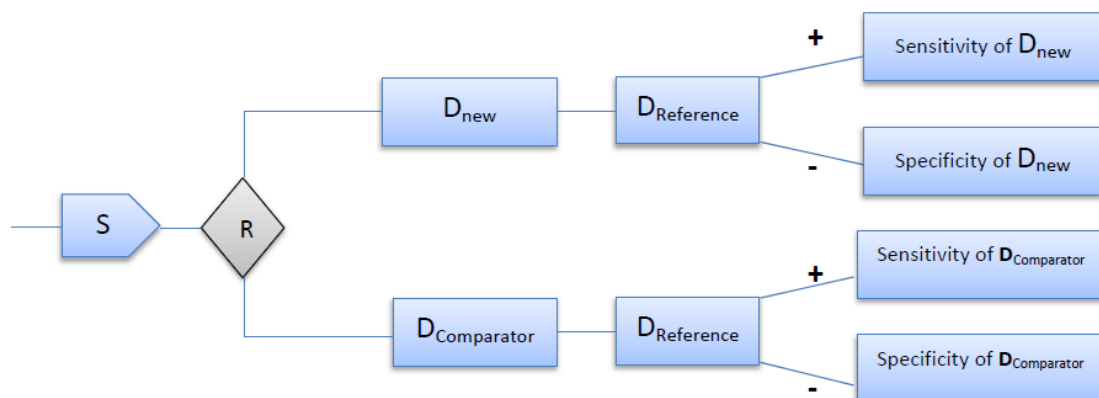 +
Sensitivity of Dnew
Dnew
DReference
-
Specificity of Dnew
S
R
+
Sensitivity of DComparator
DComparator
DReference
-
Specificity of DComparator